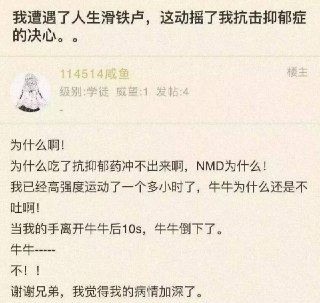 我遭遇了人生滑铁卢，这动摇了我抗击抑郁症
的决心。。
114514咸鱼
楼主
级别:学徒 威望:1 发帖:4
-
为什么啊!
为什么吃了抗抑郁药冲不出来啊，NMD为什么!
我已经高强度运动了一个多小时了，牛牛为什么还是不
吐啊!
当我的手离开牛牛后10s，牛牛倒下了。
牛牛-----
不！！
谢谢兄弟，我觉得我的病情加深了。